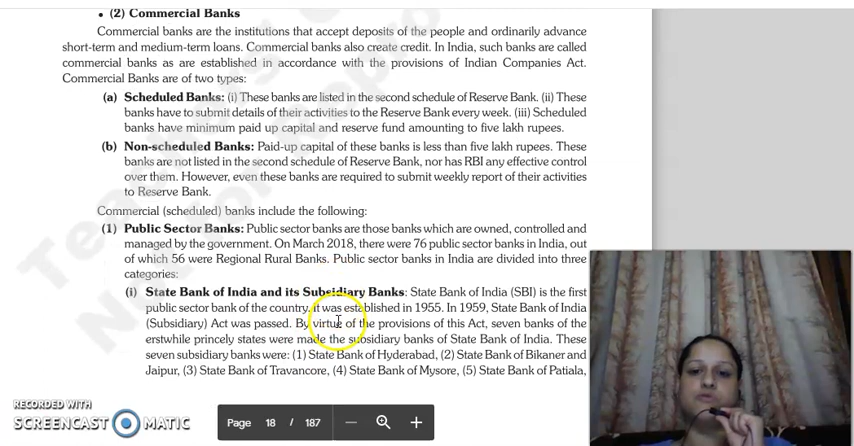 • (2) Commercial Banks
Commercial banks are the institutions that accept deposits of the people and ordinarily advance
short-term and medium-term loans. Commercial banks also create credit. In India, such banks are called
commercial banks as are established in accordance with the provisions of Indian Companies Act.
Commercial Banks are of two types:
(a) Scheduled Banks: (i) These banks are listed in the second schedule of Reserve Bank. (ii) These
banks have to submit details of their activities to the Reserve Bank every week. (iii) Scheduled
banks have minimum paid up capital and reserve fund amounting to five lakh rupees.
(b) Non-scheduled Banks: Paid-up capital of these banks is less than five lakh rupees. These
banks are not listed in the second schedule of Reserve Bank, nor has RBI any effective control
over them. However, even these banks are required to submit weekly report of their activities
to Reserve Bank.
Commercial (scheduled) banks include the following:
(1) Public Sector Banks: Public sector banks are those banks which are owned, controlled and
managed by the government. On March 2018, there were 76 public sector banks in India, out
of which 56 were Regional Rural Banks. Public sector banks in India are divided into three
categories:
(i) State Bank of India and its Subsidiary Banks: State Bank of India (SBI) is the first
public sector bank of the country. It was established in 1955. In 1959, State Bank of India
(Subsidiary) Act was passed. By virtue of the provisions of this Act, seven banks of the
erstwhile princely states were made the subsidiary banks of State Bank of India. These
seven subsidiary banks were: (1) State Bank of Hyderabad, (2) State Bank of Bikaner and
Jaipur, (3) State Bank of Travancore, (4) State Bank of Mysore, (5) State Bank of Patiala,
RECORDED WITH
SCREENCAST MATIC
Page 18 / 187